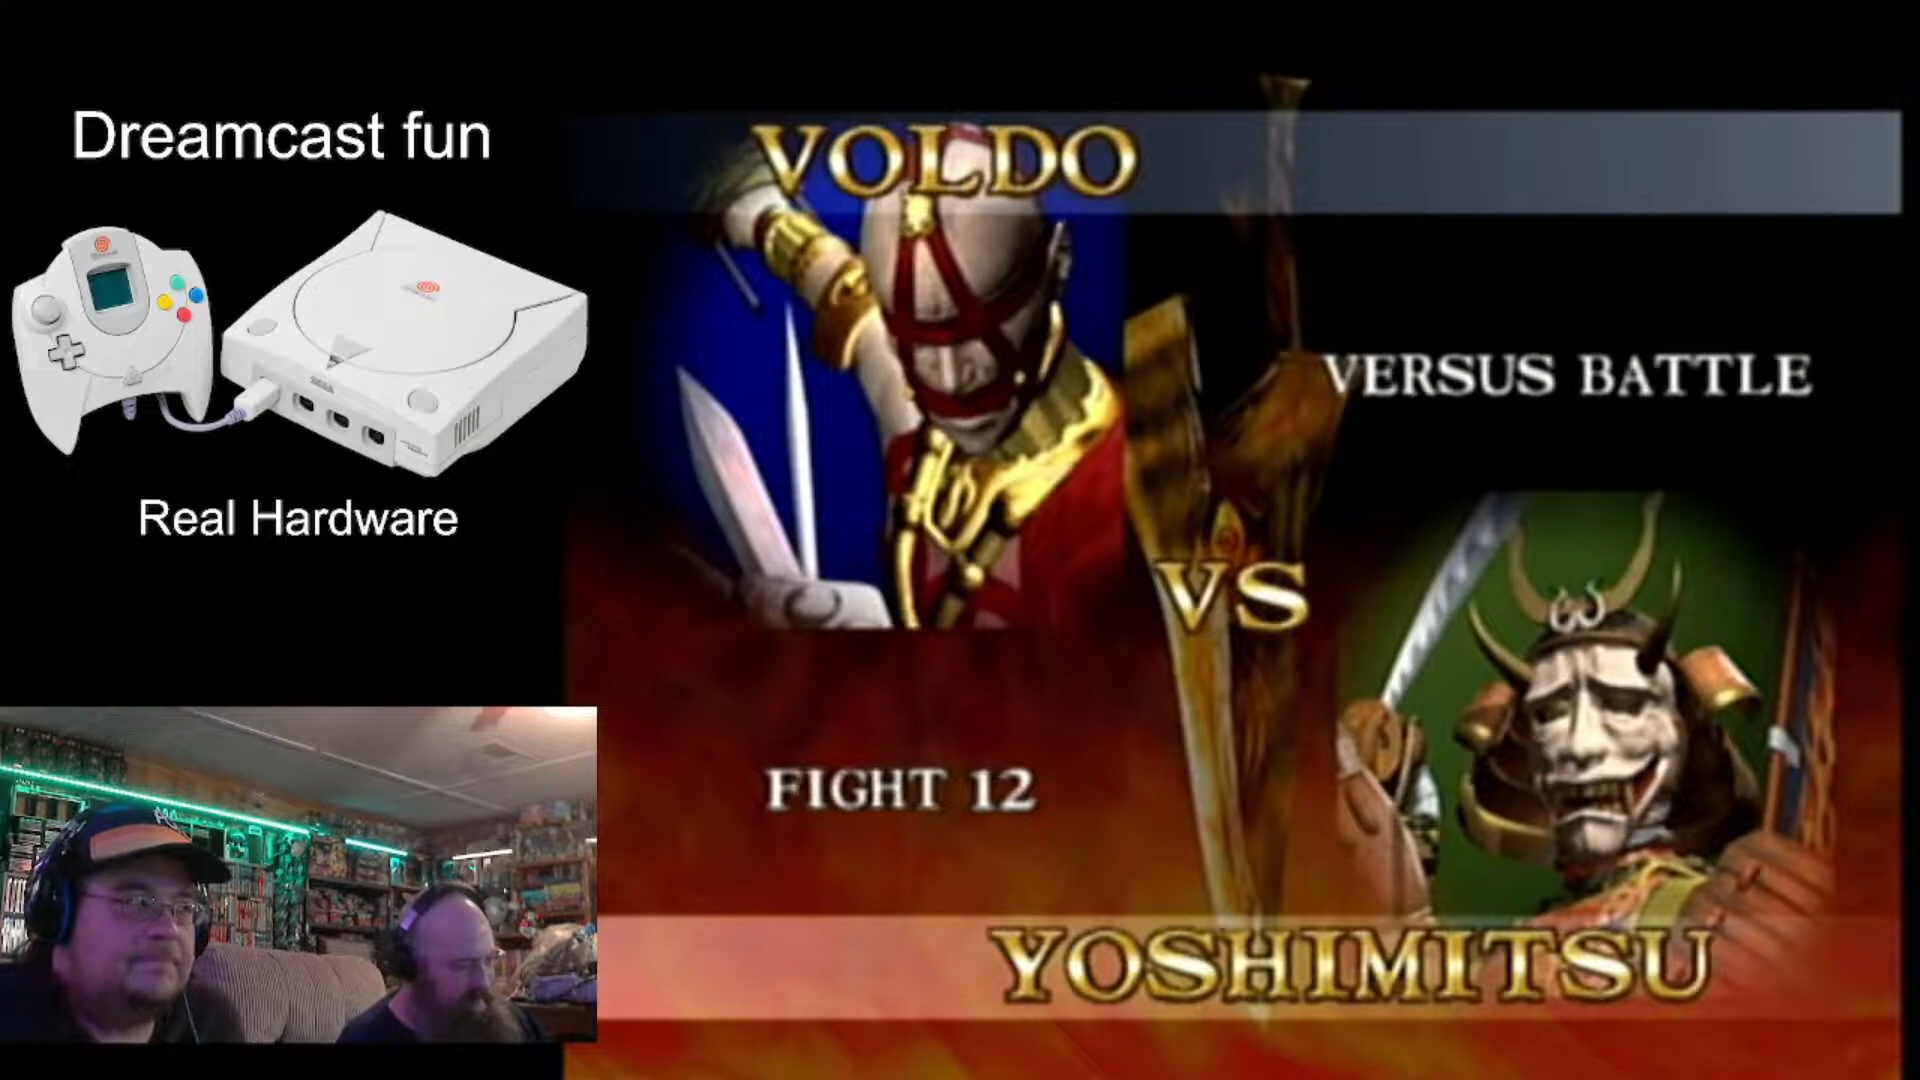 Dreamcast fun
Real Hardware
VOLDO
VERSUS BATTLE
VS
FIGHT 12
YOSHIMITSU